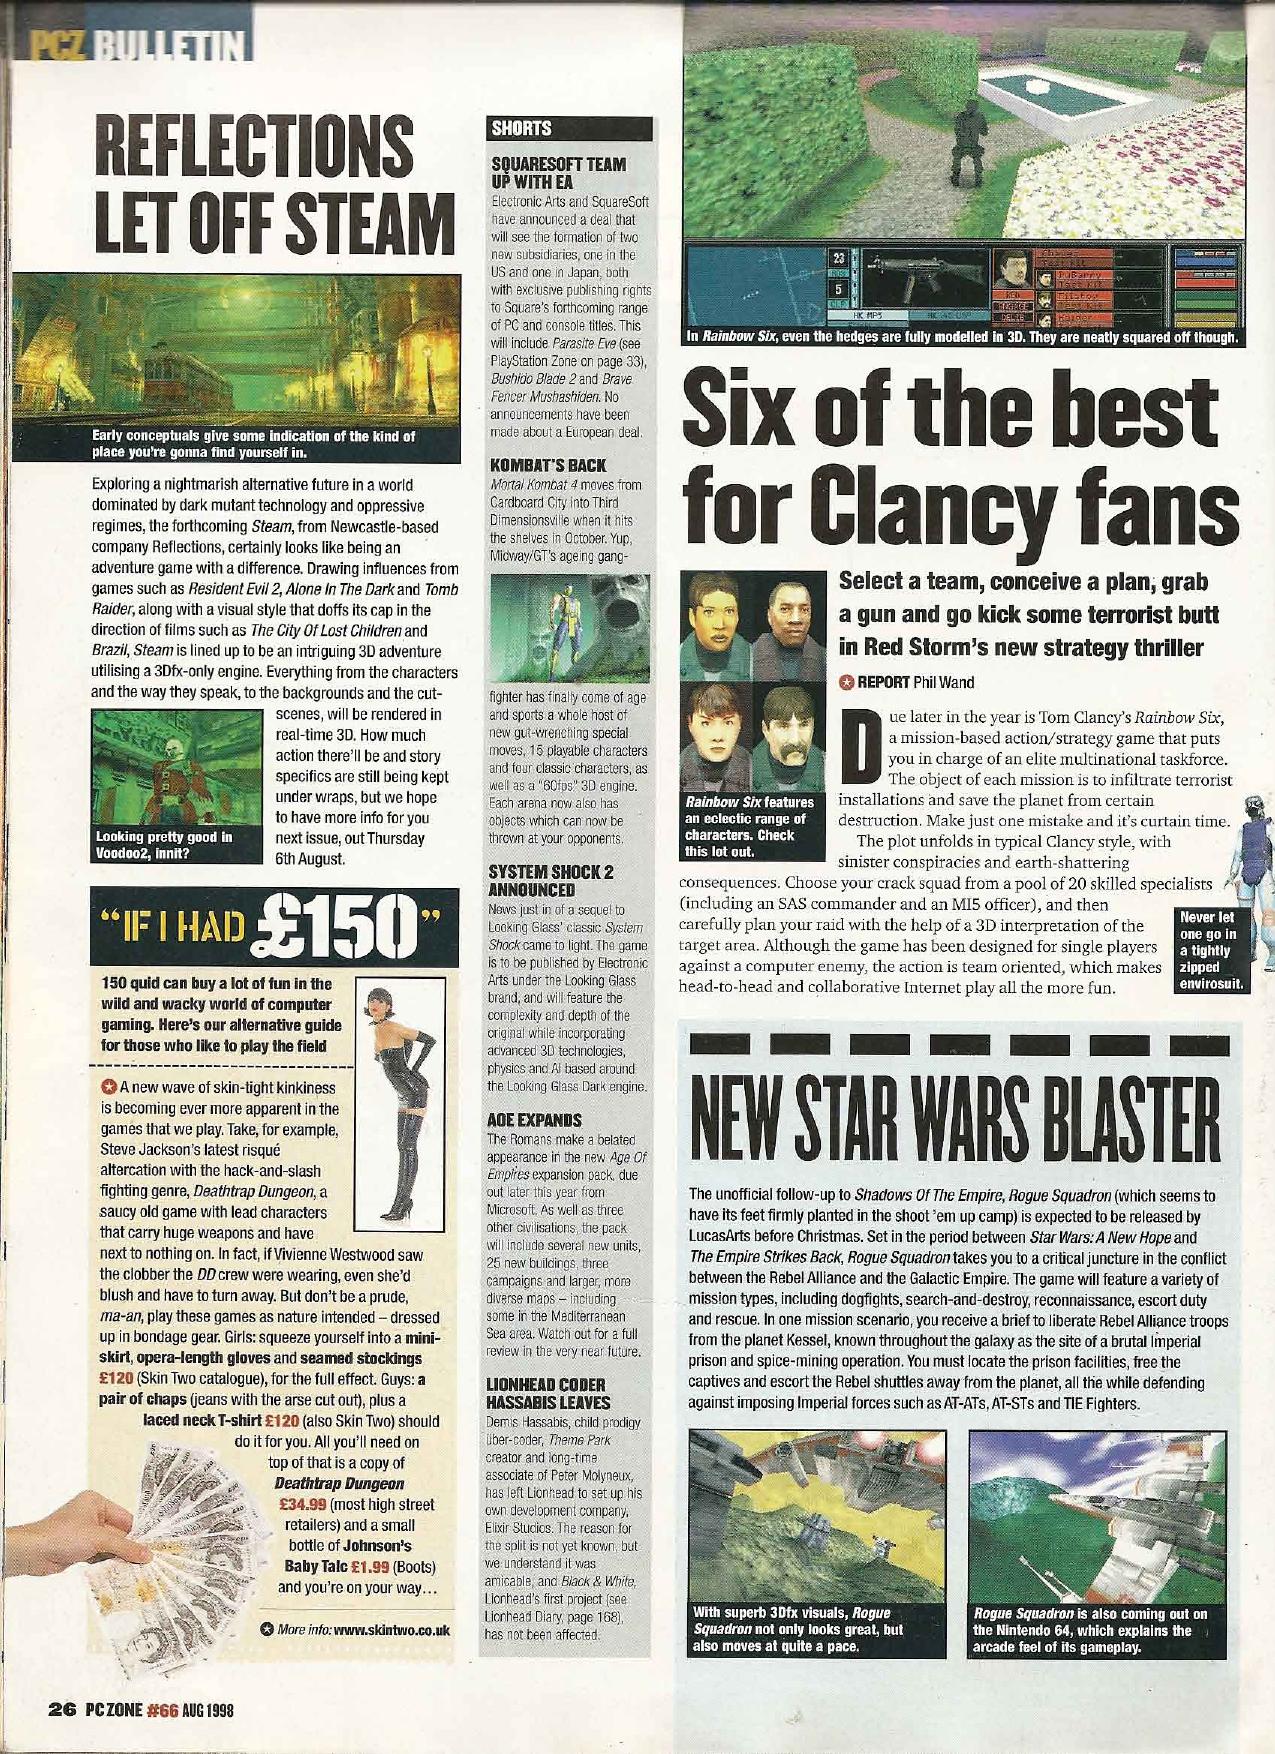 PCZ BULLETIN
REFLECTIONS
LET OFF STEAM
Early conceptuals give some indication of the kind of
place you're gonna find yourself in.
Exploring a nightmarish alternative future in a world
dominated by dark mutant technology and oppressive
regimes, the forthcoming Steam, from Newcastle-based
company Reflections, certainly looks like being an
adventure game with a difference. Drawing influences from
games such as Resident Evil 2, Alone In The Dark and Tomb
Raider, along with a visual style that doffs its cap in the
direction of films such as The City Of Lost Children and
Brazil, Steam is lined up to be an intriguing 3D adventure
utilising a 3Dfx-only engine. Everything from the characters
and the way they speak, to the backgrounds and the cut-
scenes, will be rendered in
real-time 3D. How much
action there'll be and story
specifics are still being kept
under wraps, but we hope
to have more info for you
next issue, out Thursday
6th August.
Looking pretty good in
Voodoo2, innit?
"IF I HAD £150"
150 quid can buy a lot of fun in the
wild and wacky world of computer
gaming. Here's our alternative guide
for those who like to play the field
A new wave of skin-tight kinkiness
is becoming ever more apparent in the
games that we play. Take, for example,
Steve Jackson's latest risqué
altercation with the hack-and-slash
fighting genre, Deathtrap Dungeon, a
saucy old game with lead characters
that carry huge weapons and have
next to nothing on. In fact, if Vivienne Westwood saw
the clobber the DD crew were wearing, even she'd
blush and have to turn away. But don't be a prude,
ma-an, play these games as nature intended – dressed
up in bondage gear. Girls: squeeze yourself into a mini-
skirt, opera-length gloves and seamed stockings
£120 (Skin Two catalogue), for the full effect. Guys: a
pair of chaps (jeans with the arse cut out), plus a
laced neck T-shirt £120 (also Skin Two) should
do it for you. All you'll need on
top of that is a copy of
Deathtrap Dungeon
£34.99 (most high street
retailers) and a small
bottle of Johnson's
Baby Talc £1.99 (Boots)
and you're on your way...
More info: www.skintwo.co.uk
SHORTS
SQUARESOFT TEAM
UP WITH EA
Electronic Arts and SquareSoft
have announced a deal that
will see the formation of two
new subsidiaries, one in the
US and one in Japan, both
with exclusive publishing rights
to Square's forthcoming range
of PC and console titles. This
will include Parasite Eve (see
PlayStation Zone on page 33),
Bushido Blade 2 and Brave
Fencer Mushashiden. No
announcements have been
made about a European deal.
KOMBAT'S BACK
Mortal Kombat 4 moves from
Cardboard City into Third
Dimensionsville when it hits
the shelves in October. Yup,
Midway/GT's ageing gang-
fighter has finally come of age
and sports a whole host of
new gut-wrenching special
moves, 15 playable characters
and four classic characters, as
well as a "60fps" 3D engine.
Each arena now also has
objects which can now be
thrown at your opponents.
SYSTEM SHOCK 2
ANNOUNCED
News just in of a sequel to
Looking Glass' classic System
Shock came to light. The game
is to be published by Electronic
Arts under the Looking Glass
brand, and will feature the
complexity and depth of the
original while incorporating
advanced 3D technologies,
physics and AI based around
the Looking Glass Dark engine.
AOE EXPANDS
The Romans make a belated
appearance in the new Age Of
Empires expansion pack, due
out later this year from
Microsoft. As well as three
other civilisations, the pack
will include several new units,
25 new buildings, three
campaigns and larger, more
diverse maps – including
some in the Mediterranean
Sea area. Watch out for a full
review in the very near future.
LIONHEAD CODER
HASSABIS LEAVES
Demis Hassabis, child prodigy
über-coder, Theme Park
creator and long-time
associate of Peter Molyneux,
has left Lionhead to set up his
own development company,
Elixir Studios. The reason for
the split is not yet known, but
we understand it was
amicable, and Black & White,
Lionhead's first project (see
Lionhead Diary, page 168),
has not been affected.
23
5
HK MP5
In Rainbow Six, even the hedges are fully modelled in 3D. They are neatly squared off though.
Six of the best
for Clancy fans
Select a team, conceive a plan, grab
a gun and go kick some terrorist butt
in Red Storm's new strategy thriller
REPORT Phil Wand
Due later in the year is Tom Clancy's Rainbow Six,
a mission-based action/strategy game that puts
you in charge of an elite multinational taskforce.
The object of each mission is to infiltrate terrorist
installations and save the planet from certain
destruction. Make just one mistake and it's curtain time.
The plot unfolds in typical Clancy style, with
sinister conspiracies and earth-shattering
consequences. Choose your crack squad from a pool of 20 skilled specialists
(including an SAS commander and an MI5 officer), and then
carefully plan your raid with the help of a 3D interpretation of the
target area. Although the game has been designed for single players
against a computer enemy, the action is team oriented, which makes
head-to-head and collaborative Internet play all the more fun.
Rainbow Six features
an eclectic range of
characters. Check
this lot out.
Never let
one go in
a tightly
zipped
envirosuit.
NEW STAR WARS BLASTER
The unofficial follow-up to Shadows Of The Empire, Rogue Squadron (which seems to
have its feet firmly planted in the shoot 'em up camp) is expected to be released by
LucasArts before Christmas. Set in the period between Star Wars: A New Hope and
The Empire Strikes Back, Rogue Squadron takes you to a critical juncture in the conflict
between the Rebel Alliance and the Galactic Empire. The game will feature a variety of
mission types, including dogfights, search-and-destroy, reconnaissance, escort duty
and rescue. In one mission scenario, you receive a brief to liberate Rebel Alliance troops
from the planet Kessel, known throughout the galaxy as the site of a brutal Imperial
prison and spice-mining operation. You must locate the prison facilities, free the
captives and escort the Rebel shuttles away from the planet, all the while defending
against imposing Imperial forces such as AT-ATs, AT-STs and TIE Fighters.
With superb 3Dfx visuals, Rogue
Squadron not only looks great, but
also moves at quite a pace.
Rogue Squadron is also coming out on
the Nintendo 64, which explains the
arcade feel of its gameplay.
26 PC ZONE #66 AUG 1998